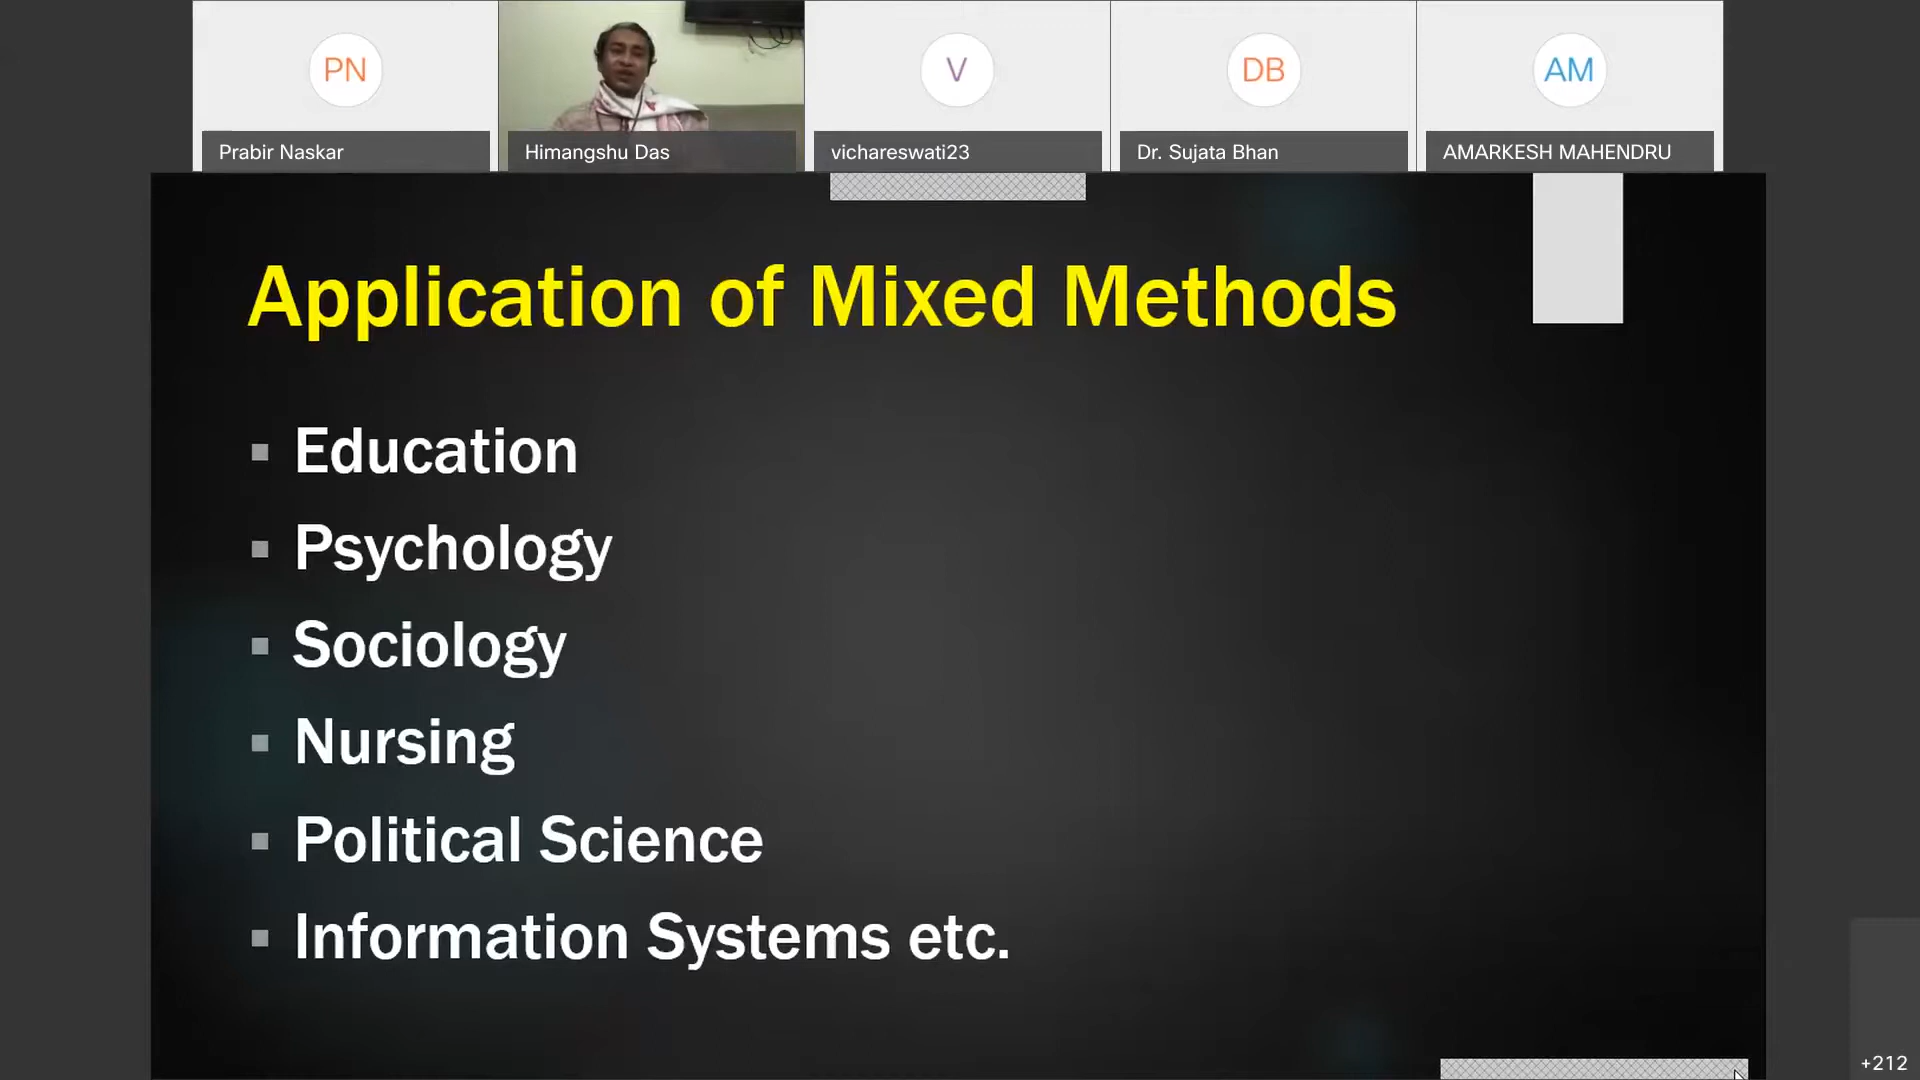 PN
V
DB
AM
Prabir Naskar
Himangshu Das
vichareswati23
Dr. Sujata Bhan
AMARKESH MAHENDRU
Application of Mixed Methods
Education
Psychology
Sociology
Nursing
Political Science
Information Systems etc.
+212